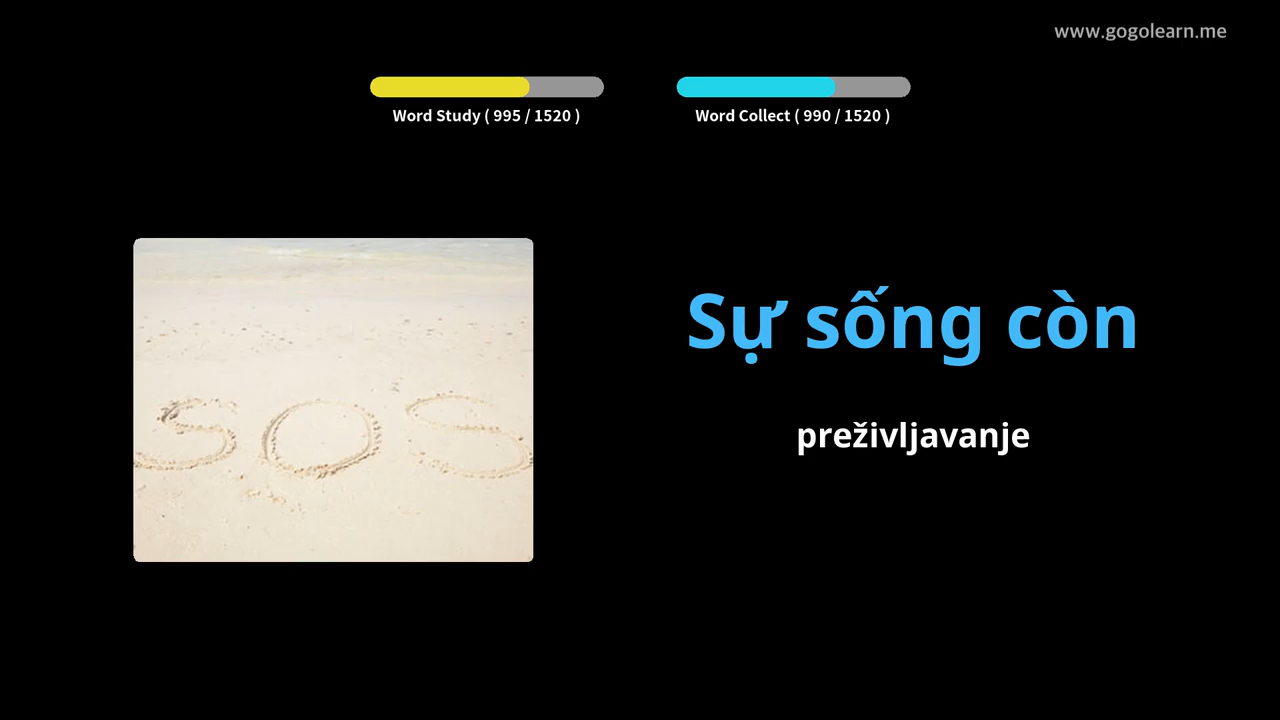 www.gogolearn.me
Word Study ( 995 / 1520 )
Word Collect ( 990 / 1520 )
SOS
Sự sống còn
preživljavanje